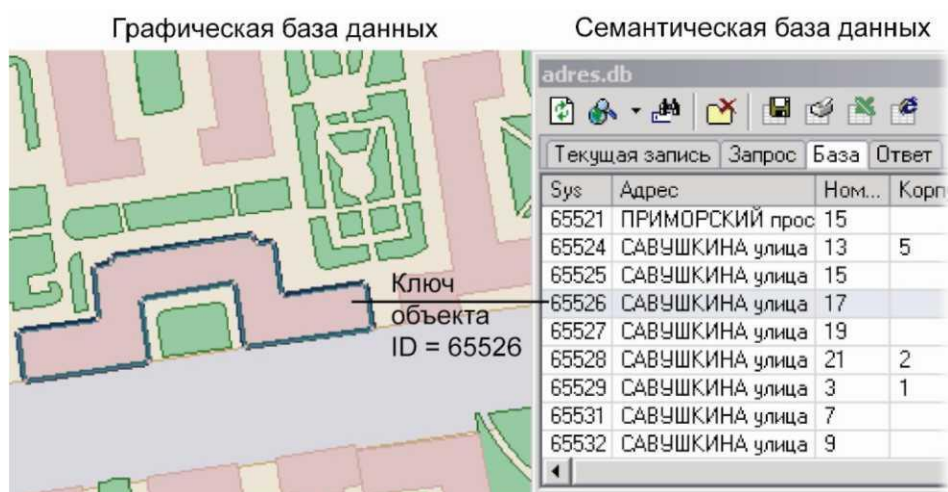 Графическая база данных
Семантическая база данных
adres.db
Текущая запись Запрос База Ответ
Sys Адрес Ном... Корп
65521 ПРИМОРСКИЙ прос 15
65524 САВУШКИНА улица 13 5
65525 САВУШКИНА улица 15
65526 САВУШКИНА улица 17
65527 САВУШКИНА улица 19
65528 САВУШКИНА улица 21 2
65529 САВУШКИНА улица 3 1
65531 САВУШКИНА улица 7
65532 САВУШКИНА улица 9
Ключ
объекта
ID = 65526